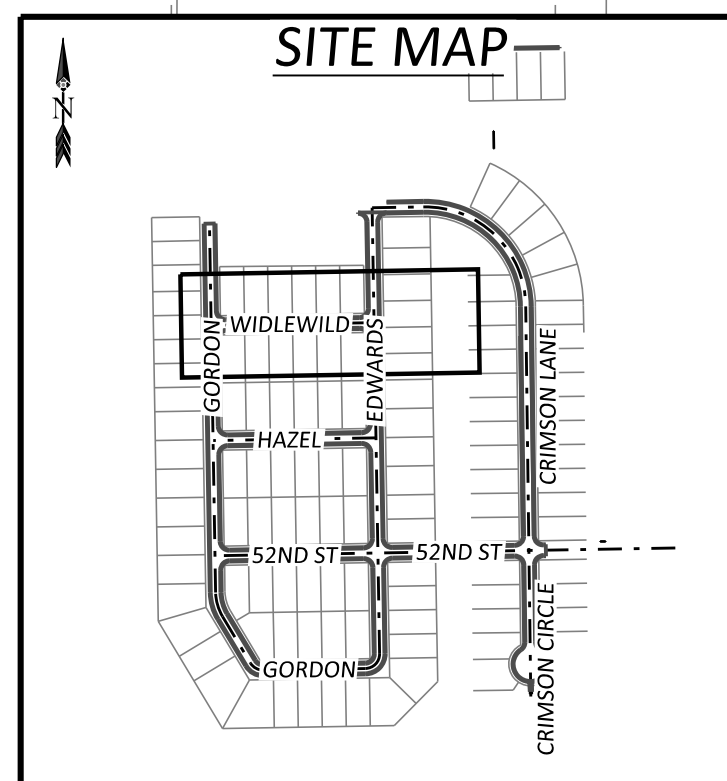 SITE MAP
N
WIDLEWILD
GORDON
EDWARDS
CRIMSON LANE
HAZEL
52ND ST
52ND ST
GORDON
CRIMSON CIRCLE